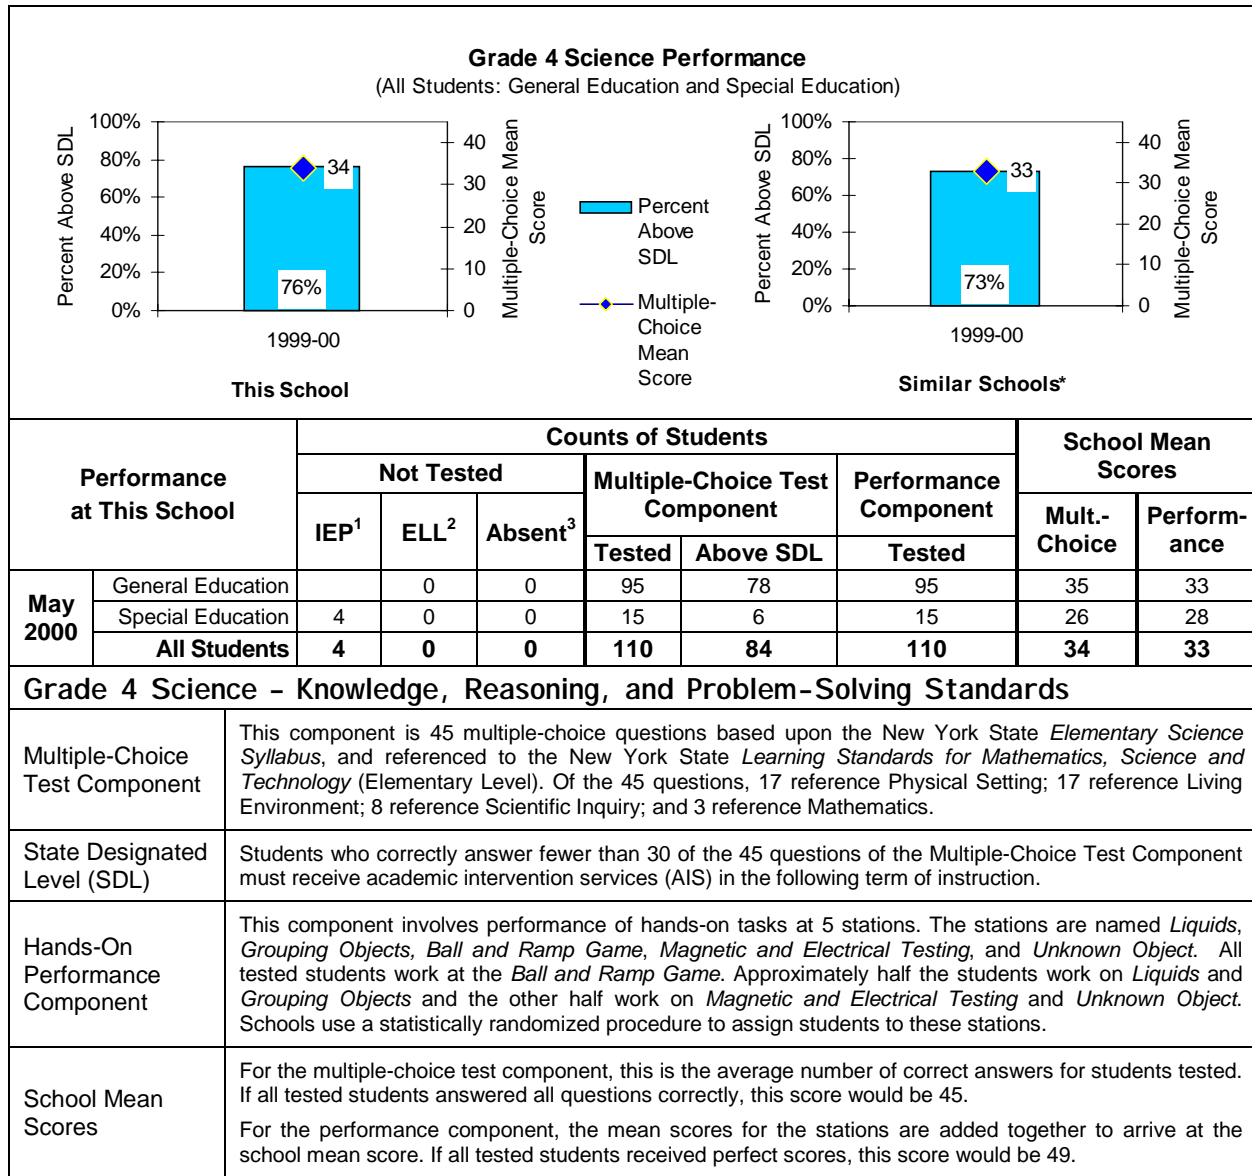 Grade 4 Science Performance
(All Students: General Education and Special Education)
Percent Above SDL
100%
80%
60%
40%
20%
0%
34
76%
40
30
20
10
0
Multiple-Choice Mean
Score
1999-00
This School
Percent
Above
SDL
Multiple-
Choice
Mean
Score
Percent Above SDL
100%
80%
60%
40%
20%
0%
33
73%
40
30
20
10
0
Multiple-Choice Mean
Score
1999-00
Similar Schools*
Performance
at This School
Counts of Students
School Mean
Scores
Not Tested
Multiple-Choice Test
Component
Performance
Component
IEP1 ELL2 Absent3
Mult.-
Choice
Perform-
ance
Tested Above SDL Tested
May
2000
General Education 0 0 95 78 95 35 33
Special Education 4 0 0 15 6 15 26 28
All Students 4 0 0 110 84 110 34 33
Grade 4 Science – Knowledge, Reasoning, and Problem-Solving Standards
Multiple-Choice
Test Component
This component is 45 multiple-choice questions based upon the New York State Elementary Science
Syllabus, and referenced to the New York State Learning Standards for Mathematics, Science and
Technology (Elementary Level). Of the 45 questions, 17 reference Physical Setting; 17 reference Living
Environment; 8 reference Scientific Inquiry; and 3 reference Mathematics.
State Designated
Level (SDL)
Students who correctly answer fewer than 30 of the 45 questions of the Multiple-Choice Test Component
must receive academic intervention services (AIS) in the following term of instruction.
Hands-On
Performance
Component
This component involves performance of hands-on tasks at 5 stations. The stations are named Liquids,
Grouping Objects, Ball and Ramp Game, Magnetic and Electrical Testing, and Unknown Object. All
tested students work at the Ball and Ramp Game. Approximately half the students work on Liquids and
Grouping Objects and the other half work on Magnetic and Electrical Testing and Unknown Object.
Schools use a statistically randomized procedure to assign students to these stations.
School Mean
Scores
For the multiple-choice test component, this is the average number of correct answers for students tested.
If all tested students answered all questions correctly, this score would be 45.
For the performance component, the mean scores for the stations are added together to arrive at the
school mean score. If all tested students received perfect scores, this score would be 49.